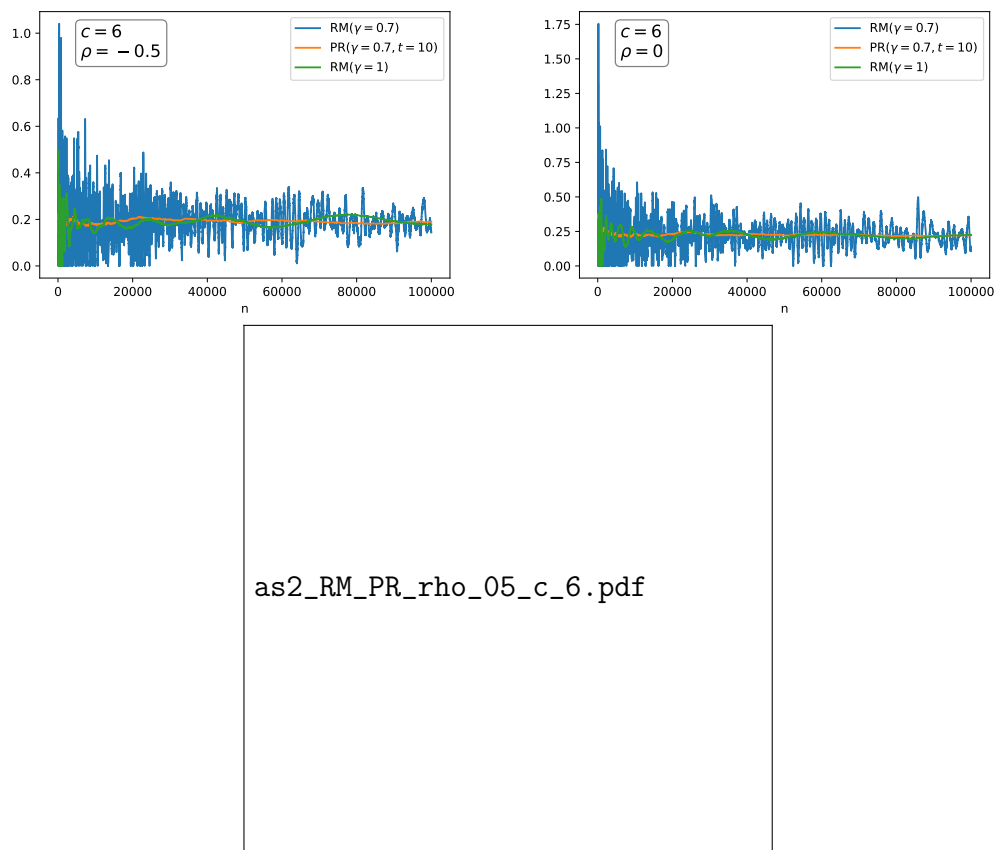 c = 6
ρ = −0.5
RM(γ = 0.7)
PR(γ = 0.7, t = 10)
RM(γ = 1)
1.0
0.8
0.6
0.4
0.2
0.0
0 20000 40000 60000 80000 100000
n
c = 6
ρ = 0
RM(γ = 0.7)
PR(γ = 0.7, t = 10)
RM(γ = 1)
1.75
1.50
1.25
1.00
0.75
0.50
0.25
0.00
0 20000 40000 60000 80000 100000
n
as2_RM_PR_rho_05_c_6.pdf